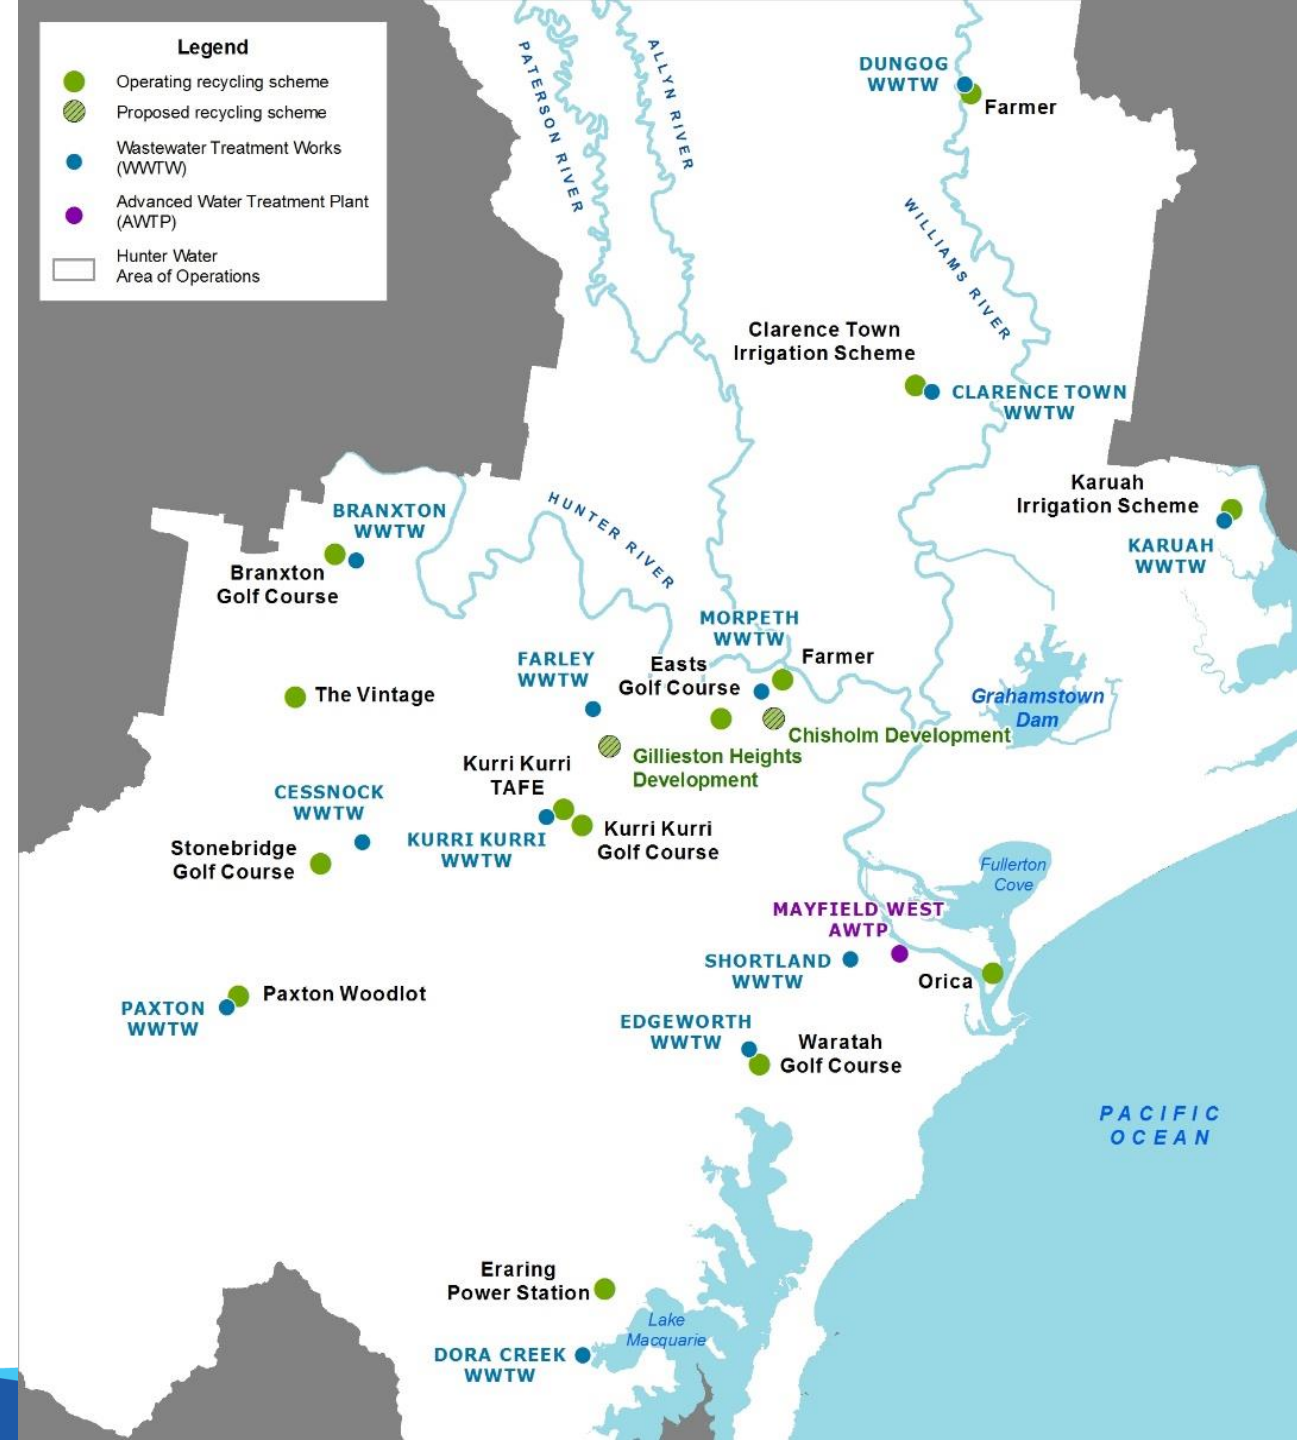 Legend
Operating recycling scheme
Proposed recycling scheme
Wastewater Treatment Works
(WWTW)
Advanced Water Treatment Plant
(AWTP)
Hunter Water
Area of Operations
PATERSON RIVER
ALLYN RIVER
DUNGOG
WWTW
Farmer
WILLIAMS RIVER
Clarence Town
Irrigation Scheme
CLARENCE TOWN
WWTW
Karuah
Irrigation Scheme
KARUAH
WWTW
BRANXTON
WWTW
Branxton
Golf Course
HUNTER RIVER
MORPETH
WWTW
Farmer
FARLEY
WWTW
Easts
Golf Course
The Vintage
Grahamstown
Dam
Chisholm Development
Gillieston Heights
Development
Kurri Kurri
TAFE
CESSNOCK
WWTW
KURRI KURRI
WWTW
Kurri Kurri
Golf Course
Stonebridge
Golf Course
Fullerton
Cove
MAYFIELD WEST
AWTP
SHORTLAND
WWTW
Orica
PAXTON
WWTW
Paxton Woodlot
EDGEWORTH
WWTW
Waratah
Golf Course
PACIFIC
OCEAN
Eraring
Power Station
Lake
Macquarie
DORA CREEK
WWTW